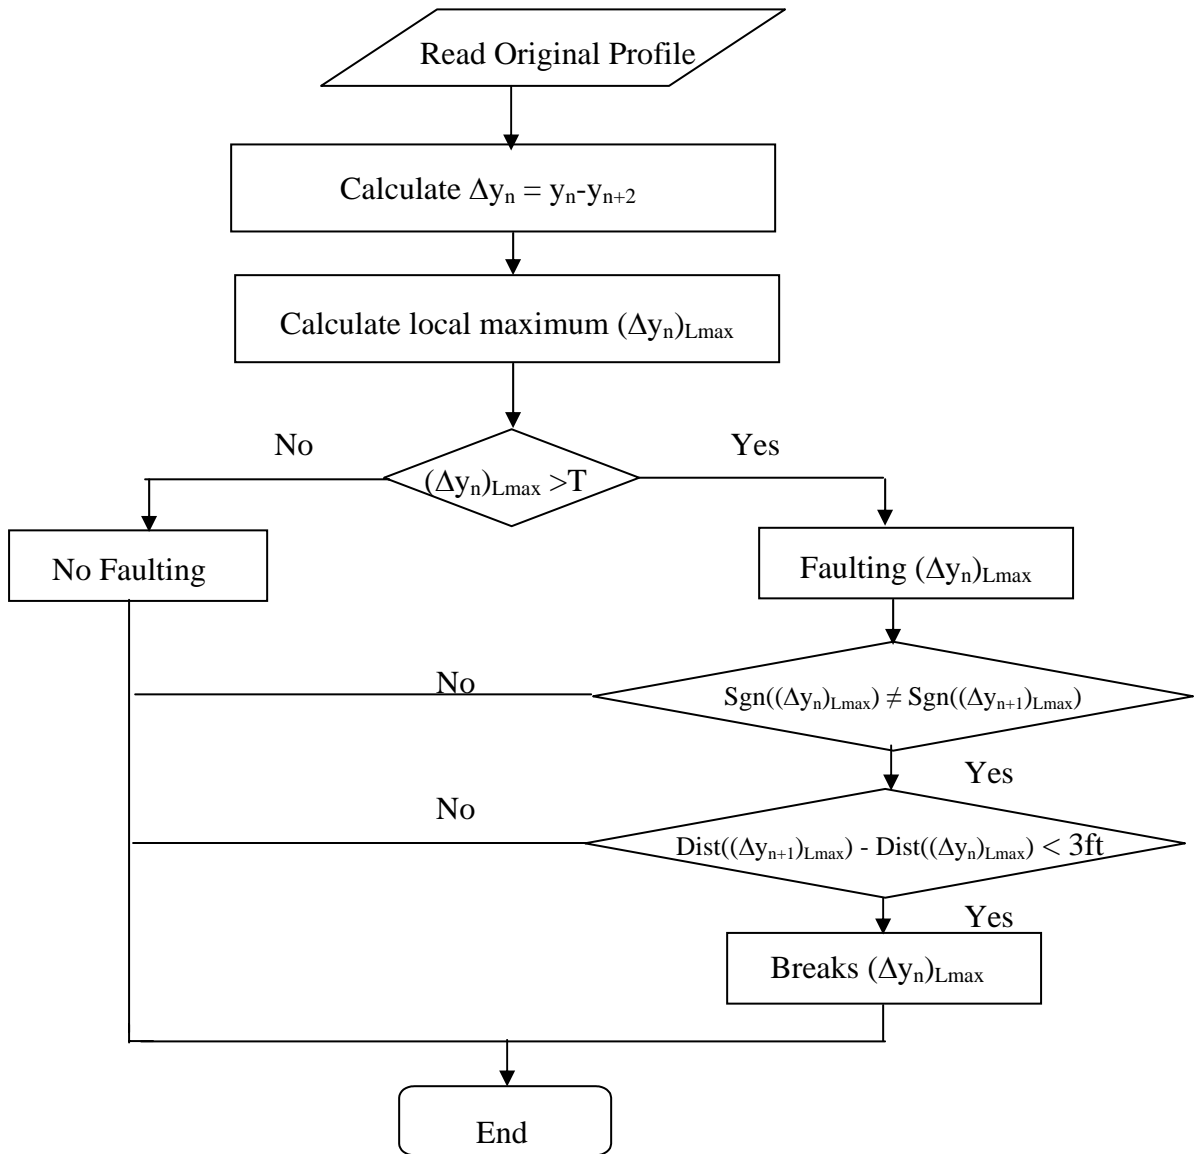 Read Original Profile
Calculate Δyₙ = yₙ-yₙ₊₂
Calculate local maximum (Δyₙ)Lmax
No
Yes
(Δyₙ)Lmax >T
No Faulting
Faulting (Δyₙ)Lmax
No
Sgn((Δyₙ)Lmax) ≠ Sgn((Δyₙ₊₁)Lmax)
Yes
No
Dist((Δyₙ₊₁)Lmax) - Dist((Δyₙ)Lmax) < 3ft
Yes
Breaks (Δyₙ)Lmax
End